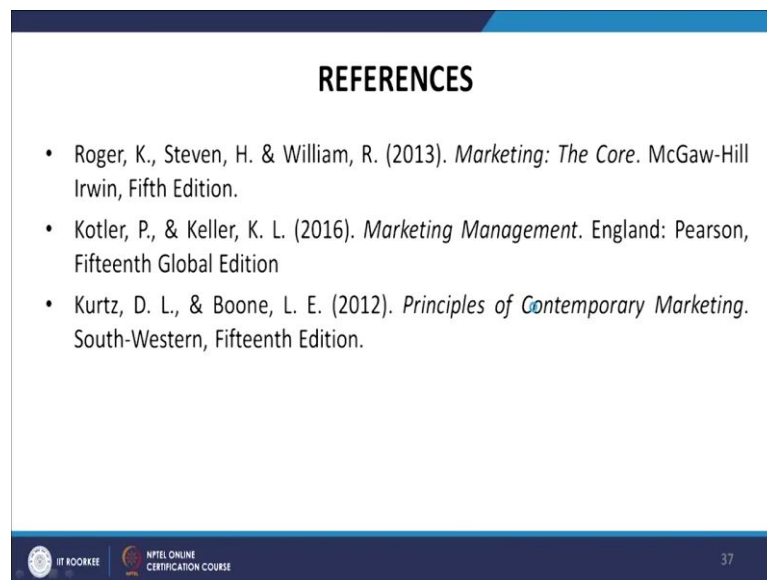 REFERENCES
• Roger, K., Steven, H. & William, R. (2013). Marketing: The Core. McGaw-Hill
Irwin, Fifth Edition.
• Kotler, P., & Keller, K. L. (2016). Marketing Management. England: Pearson,
Fifteenth Global Edition
• Kurtz, D. L., & Boone, L. E. (2012). Principles of Contemporary Marketing.
South-Western, Fifteenth Edition.
IIT ROORKEE
NPTEL ONLINE
CERTIFICATION COURSE
37